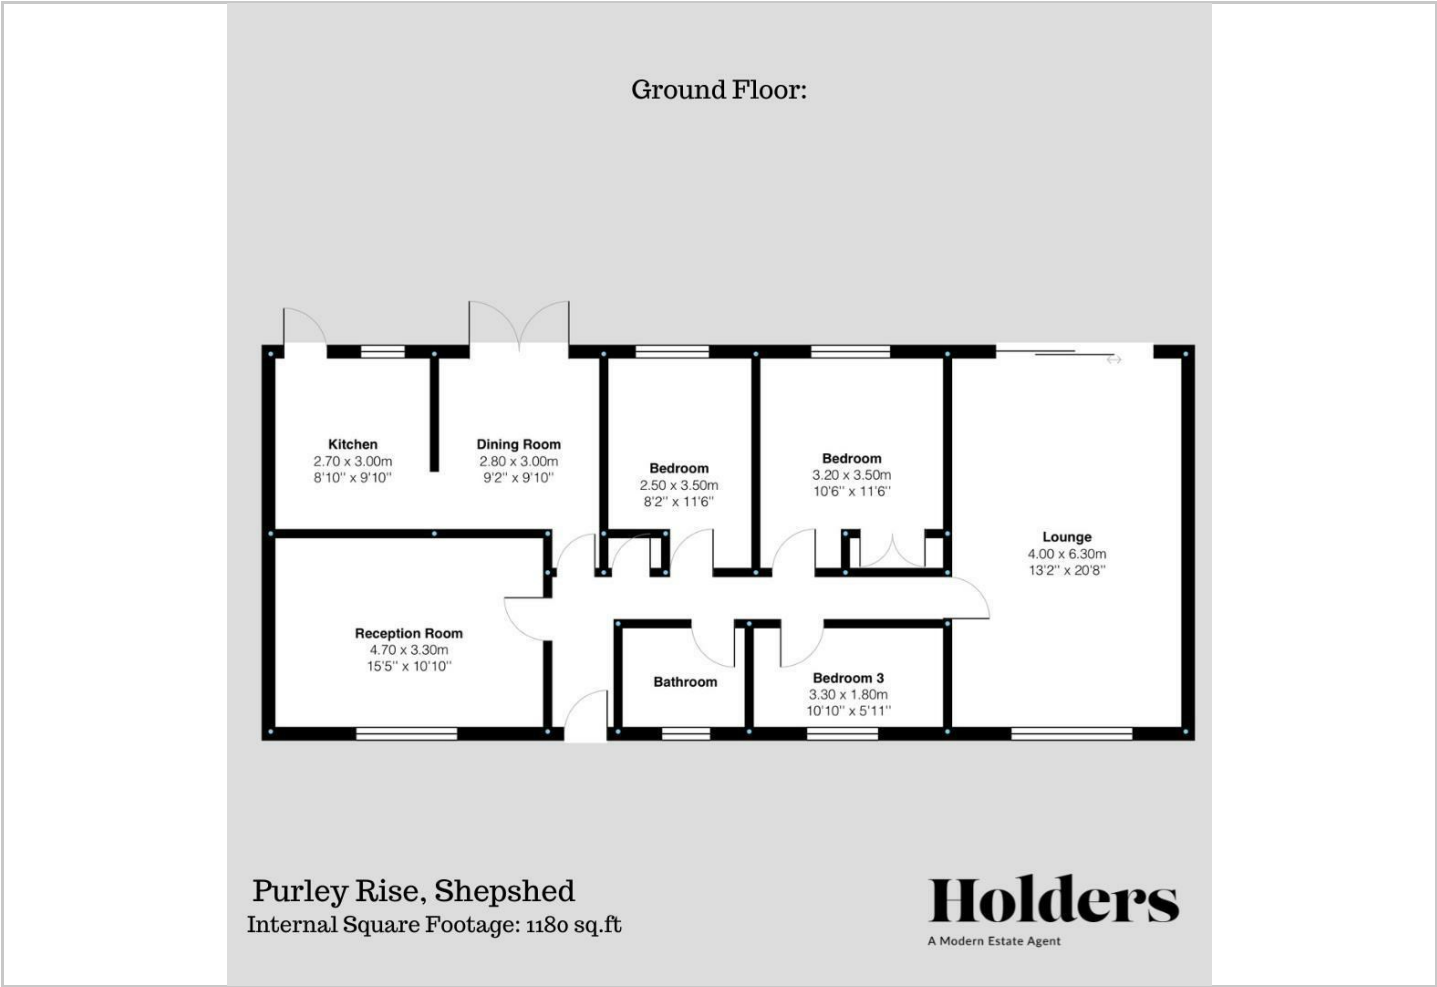 Ground Floor:
Kitchen
2.70 x 3.00m
8'10'' x 9'10''
Dining Room
2.80 x 3.00m
9'2'' x 9'10''
Bedroom
2.50 x 3.50m
8'2'' x 11'6''
Bedroom
3.20 x 3.50m
10'6'' x 11'6''
Lounge
4.00 x 6.30m
13'2'' x 20'8''
Reception Room
4.70 x 3.30m
15'5'' x 10'10''
Bathroom
Bedroom 3
3.30 x 1.80m
10'10'' x 5'11''
Purley Rise, Shepshed
Internal Square Footage: 1180 sq.ft
Holders
A Modern Estate Agent